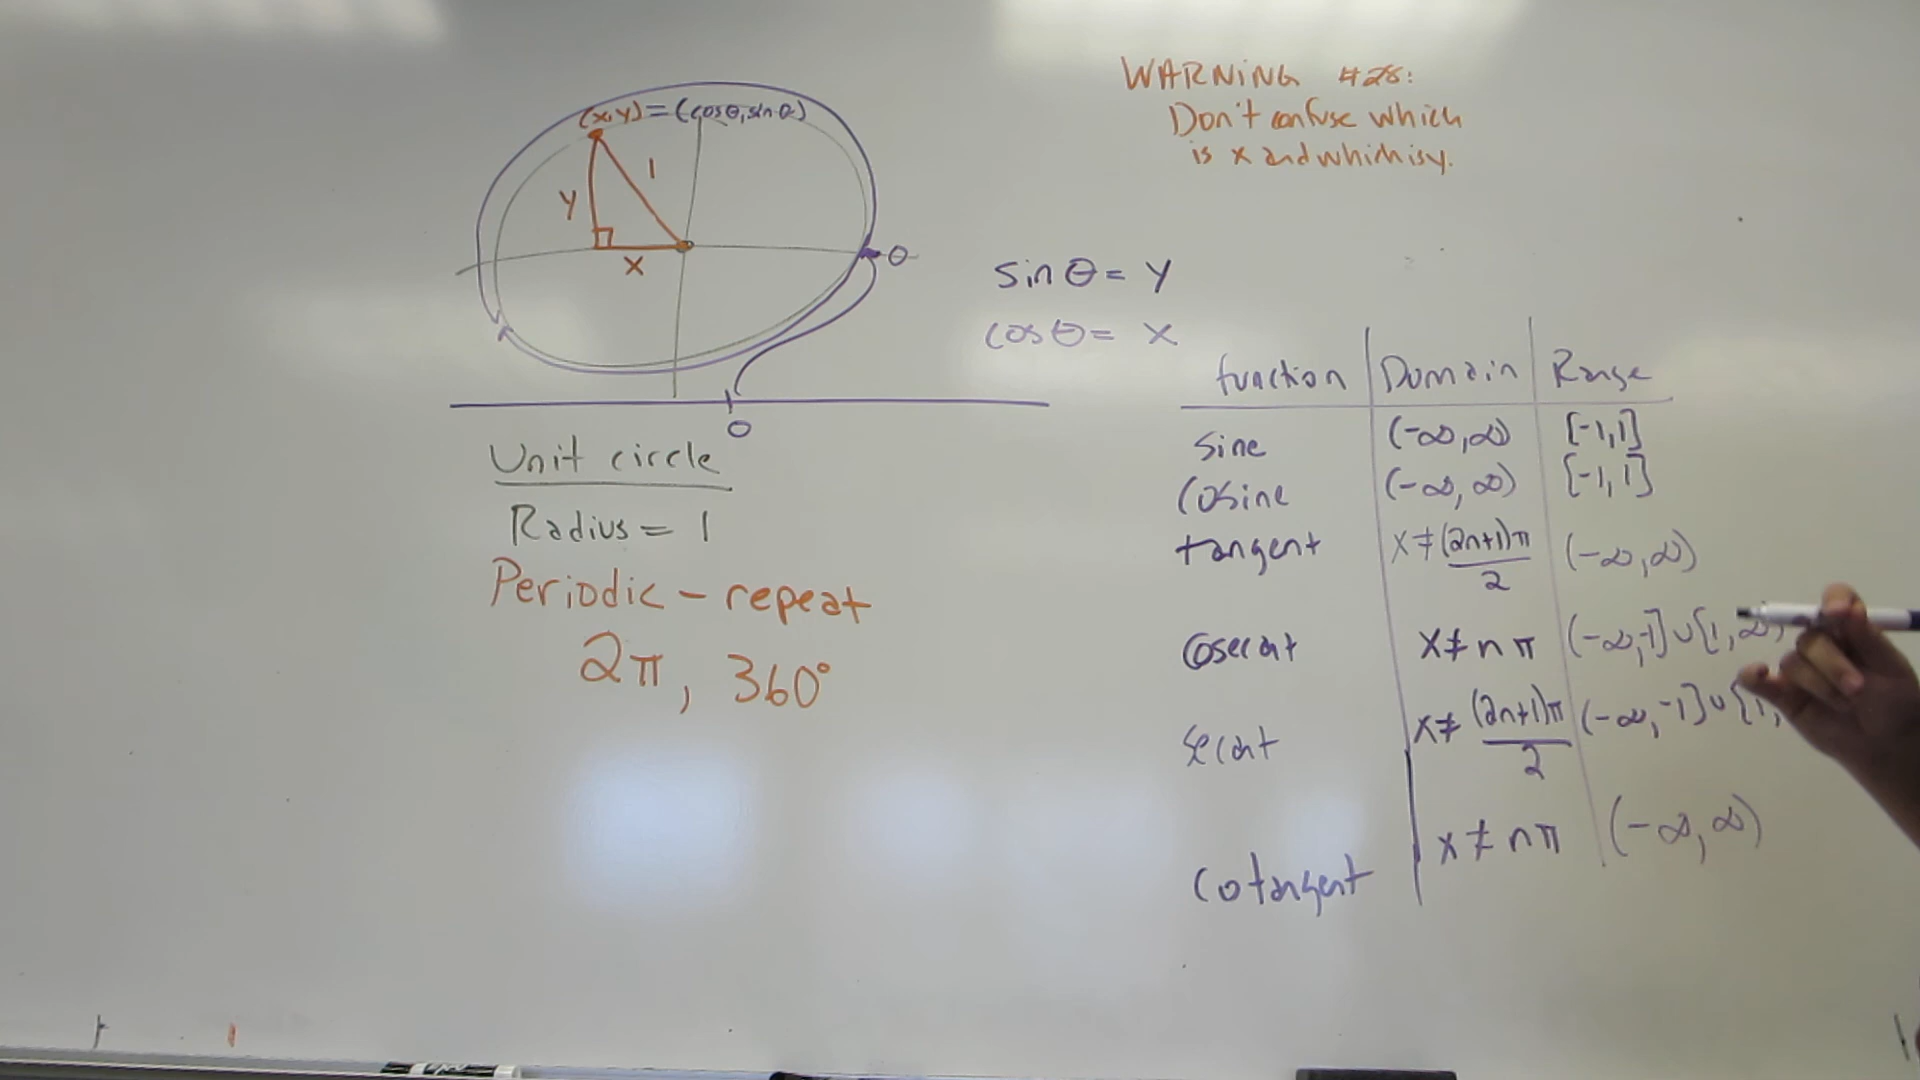 (x,y) = (cosθ, sinθ)
1
y
x
θ
0
Unit circle
Radius = 1
Periodic – repeat
2π, 360°
WARNING #28:
Don't confuse which
is x and which is y.
sin θ = y
cos θ = x
function Domain Range
Sine (-∞,∞) [-1,1]
Cosine (-∞,∞) [-1,1]
tangent x ≠ (2n+1)π/2 (-∞,∞)
Cosecant x ≠ nπ (-∞,-1]∪[1,∞)
Secant x ≠ (2n+1)π/2 (-∞,-1]∪[1,
Cotangent x ≠ nπ (-∞,∞)